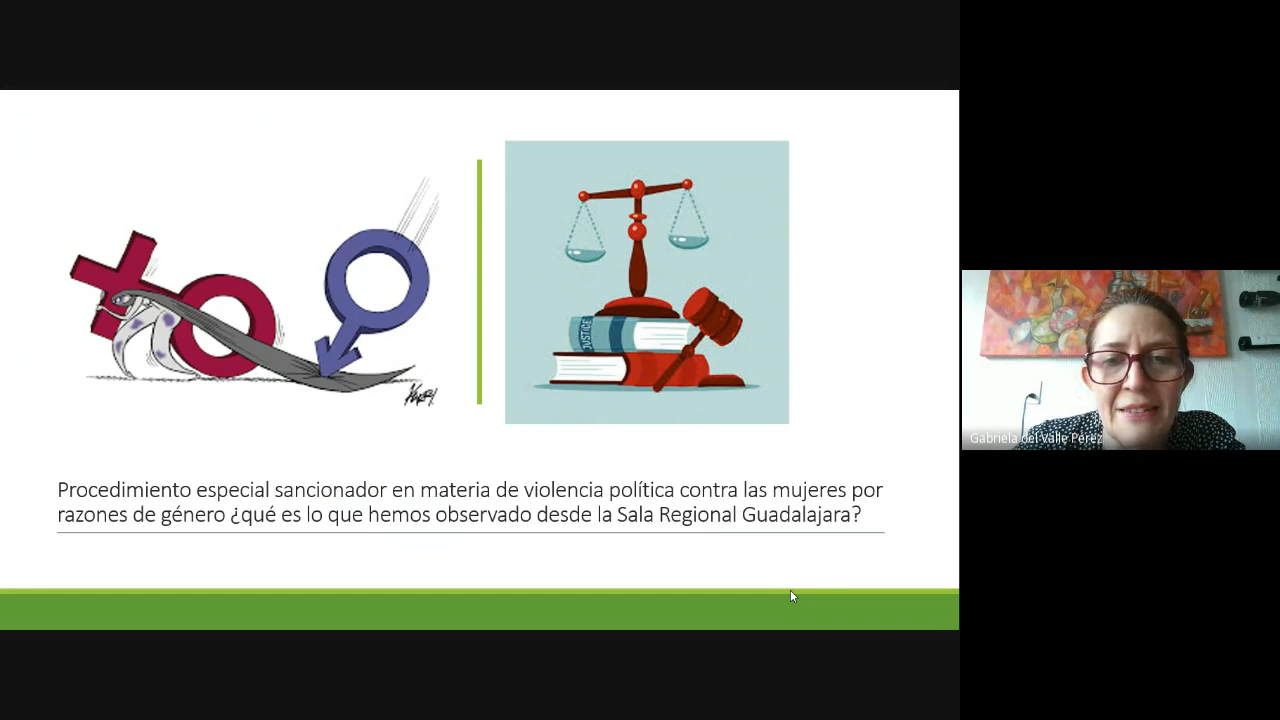 JUSTICE
Procedimiento especial sancionador en materia de violencia política contra las mujeres por
razones de género ¿qué es lo que hemos observado desde la Sala Regional Guadalajara?
Gabriela del Valle Pérez